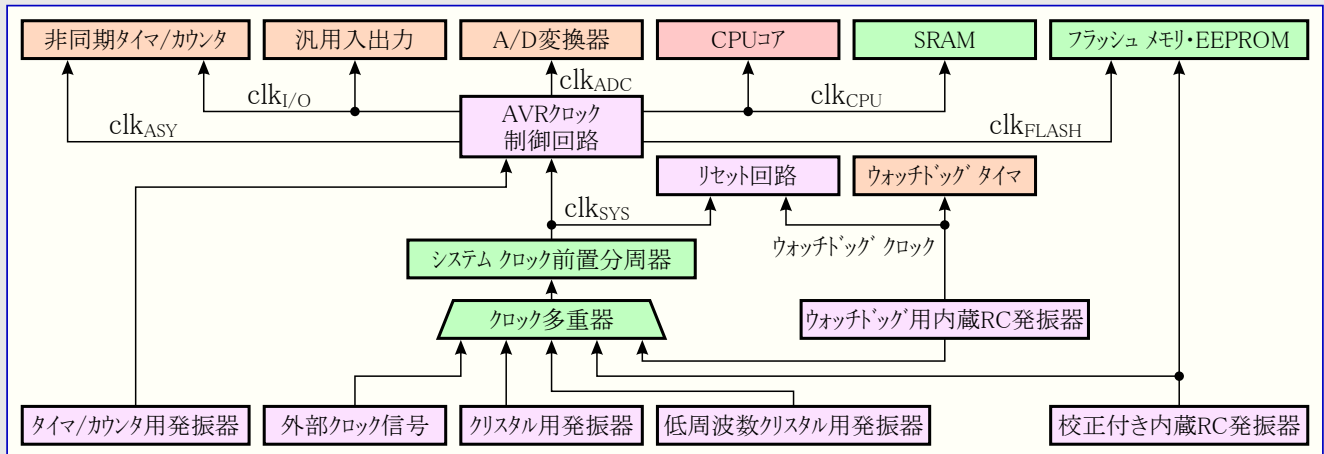 非同期ﾀｲﾏ/ｶｳﾝﾀ
汎用入出力
A/D変換器
CPUｺｱ
SRAM
ﾌﾗｯｼｭ ﾒﾓﾘ･EEPROM
clkI/O
clkADC
clkCPU
clkASY
AVRｸﾛｯｸ
制御回路
clkFLASH
ﾘｾｯﾄ回路
ｳｫｯﾁﾄﾞｯｸﾞ ﾀｲﾏ
clkSYS
ｳｫｯﾁﾄﾞｯｸﾞ ｸﾛｯｸ
ｼｽﾃﾑ ｸﾛｯｸ前置分周器
ｸﾛｯｸ多重器
ｳｫｯﾁﾄﾞｯｸﾞ用内蔵RC発振器
ﾀｲﾏ/ｶｳﾝﾀ用発振器
外部ｸﾛｯｸ信号
ｸﾘｽﾀﾙ用発振器
低周波数ｸﾘｽﾀﾙ用発振器
校正付き内蔵RC発振器